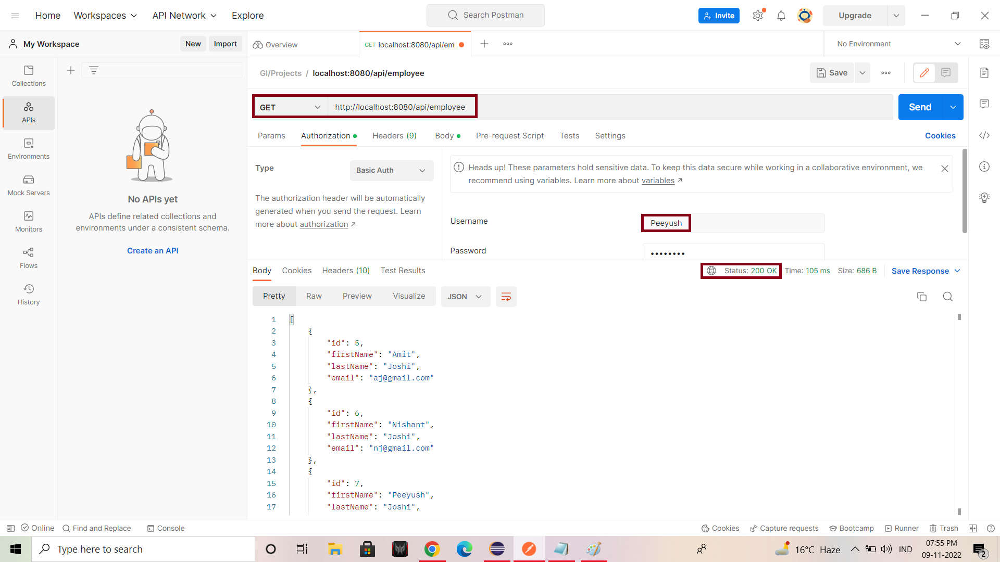 Home
Workspaces
API Network
Explore
Search Postman
Invite
Upgrade
My Workspace
New
Import
Overview
GET localhost:8080/api/em
No Environment
Collections
APIs
Environments
Mock Servers
Monitors
Flows
History
No APIs yet
APIs define related collections and
environments under a consistent schema.
Create an API
GI/Projects / localhost:8080/api/employee
Save
GET
http://localhost:8080/api/employee
Send
Params
Authorization
Headers (9)
Body
Pre-request Script
Tests
Settings
Cookies
Type
Basic Auth
The authorization header will be automatically
generated when you send the request. Learn
more about authorization ↗
Heads up! These parameters hold sensitive data. To keep this data secure while working in a collaborative environment, we
recommend using variables. Learn more about variables ↗
Username
Peeyush
Password
••••••••
Body
Cookies
Headers (10)
Test Results
Status: 200 OK
Time: 105 ms
Size: 686 B
Save Response
Pretty
Raw
Preview
Visualize
JSON
1 [
2 {
3 "id": 5,
4 "firstName": "Amit",
5 "lastName": "Joshi",
6 "email": "aj@gmail.com"
7 },
8 {
9 "id": 6,
10 "firstName": "Nishant",
11 "lastName": "Joshi",
12 "email": "nj@gmail.com"
13 },
14 {
15 "id": 7,
16 "firstName": "Peeyush",
17 "lastName": "Joshi",
Online
Find and Replace
Console
Cookies
Capture requests
Bootcamp
Runner
Trash
Type here to search
16°C Haze
IND
07:55 PM
09-11-2022
2